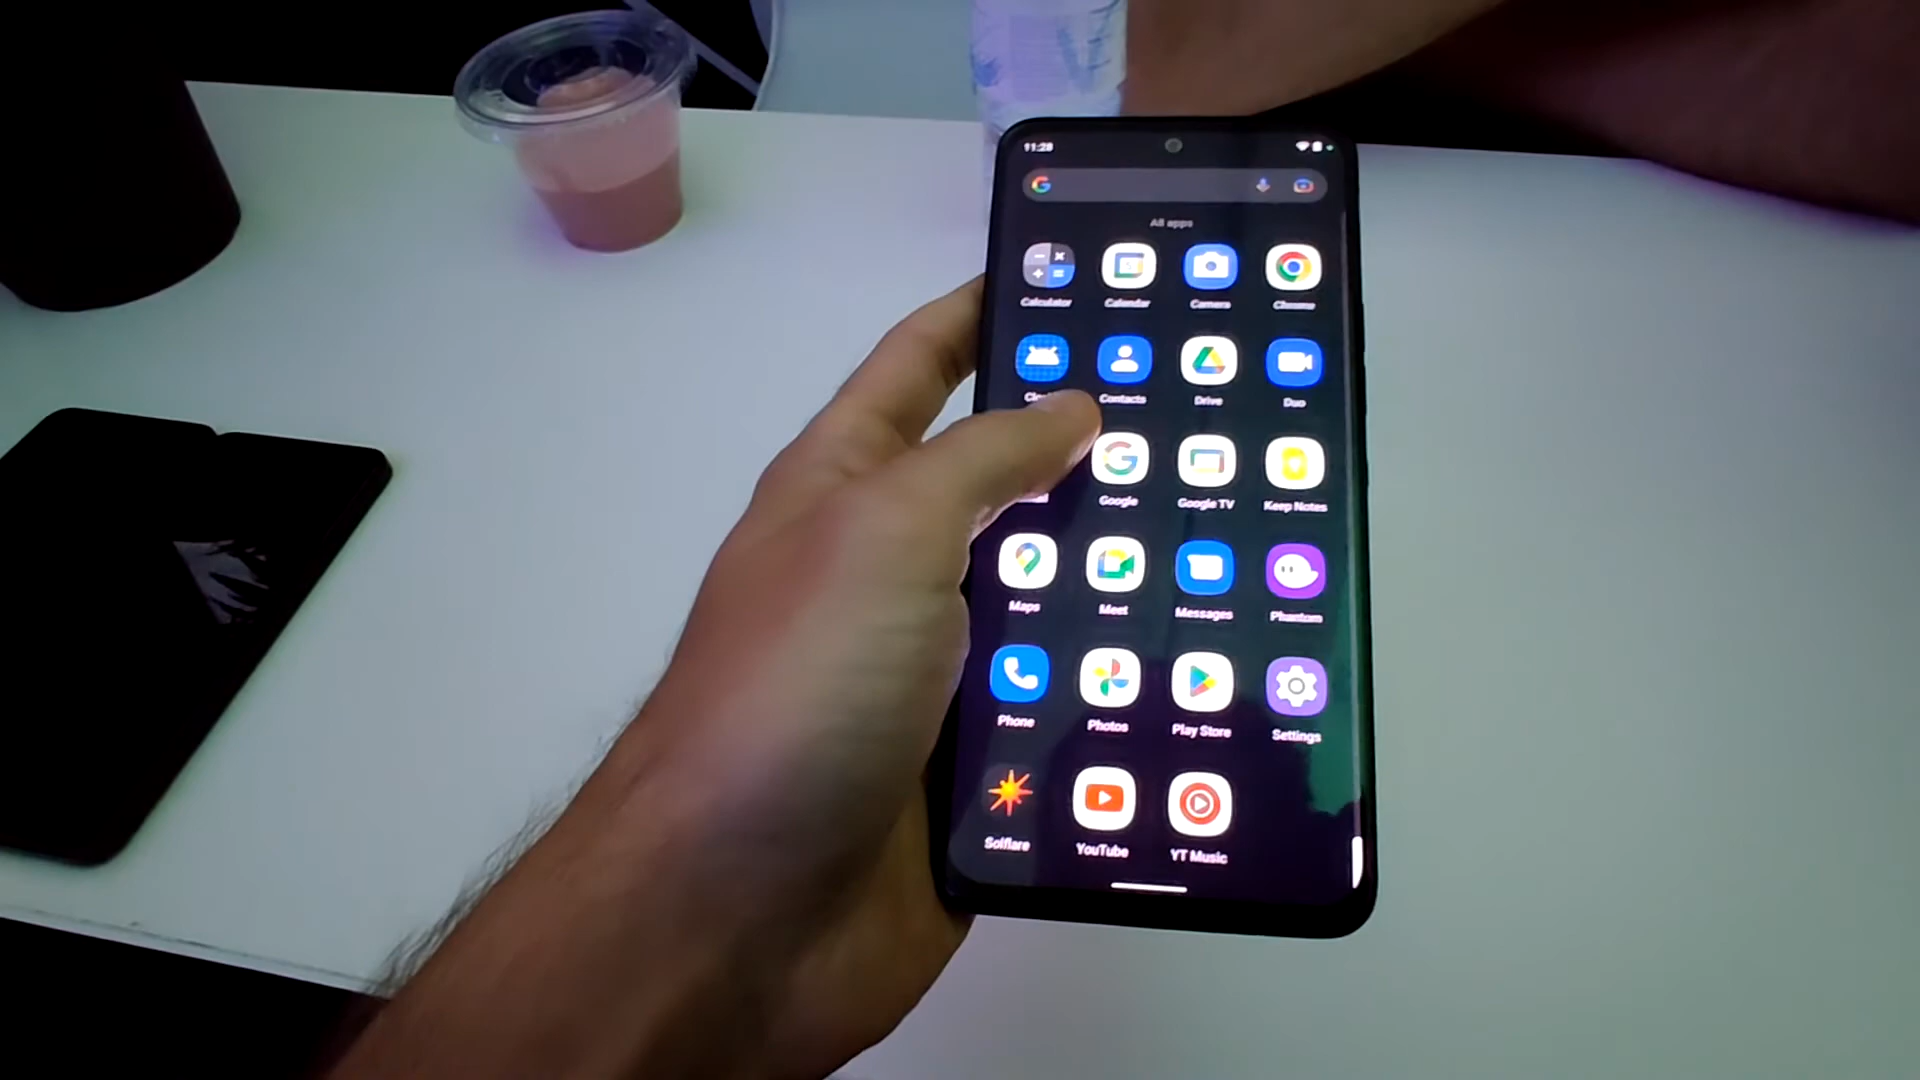 11:28
All apps
Calculator Calendar Camera Chrome
Contacts Drive Duo
Google Google TV Keep Notes
Maps Meet Messages Phantom
Phone Photos Play Store Settings
Solflare YouTube YT Music